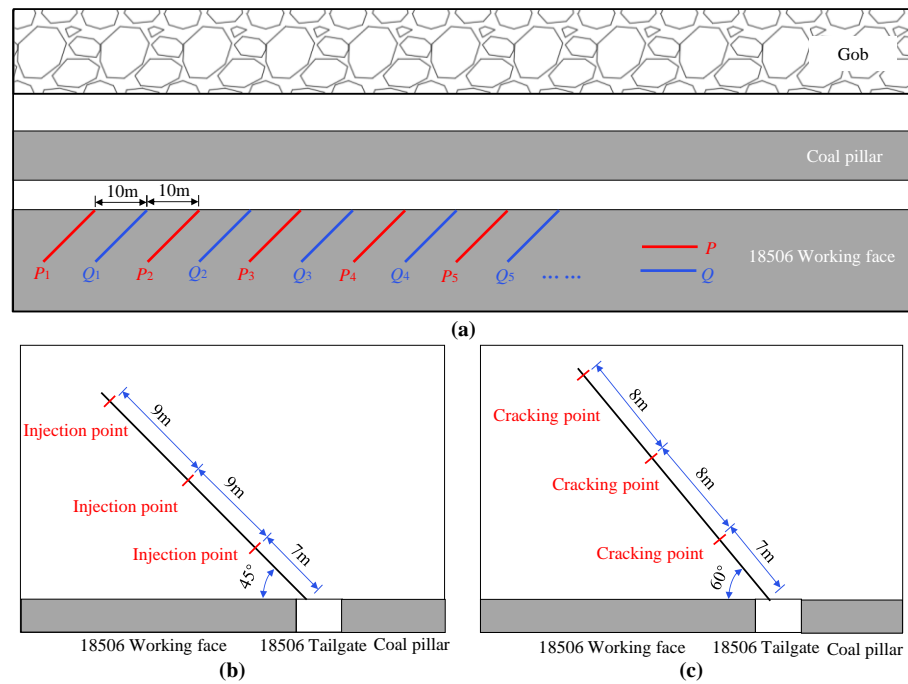 Gob
Coal pillar
10m 10m
P1 Q1 P2 Q2 P3 Q3 P4 Q4 P5 Q5 ... ...
P
18506 Working face
Q
(a)
9m
Injection point
9m
Injection point
Injection point
7m
45°
18506 Working face 18506 Tailgate Coal pillar
(b)
8m
Cracking point
8m
Cracking point
Cracking point
7m
60°
18506 Working face 18506 Tailgate Coal pillar
(c)